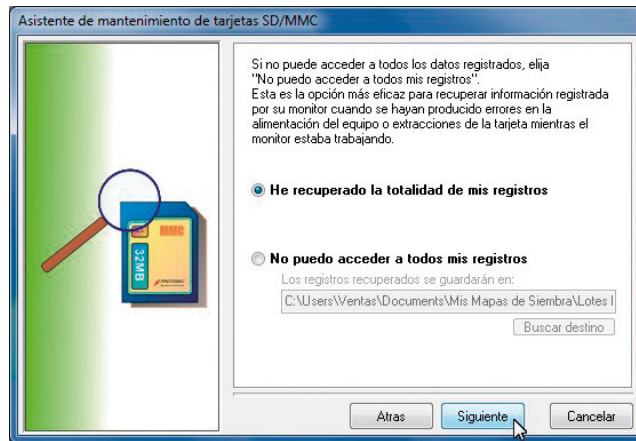 Asistente de mantenimiento de tarjetas SD/MMC
Si no puede acceder a todos los datos registrados, elija
"No puedo acceder a todos mis registros".
Esta es la opción más eficaz para recuperar información registrada
por su monitor cuando se hayan producido errores en la
alimentación del equipo o extracciones de la tarjeta mientras el
monitor estaba trabajando.
MMC
32MB
He recuperado la totalidad de mis registros
No puedo acceder a todos mis registros
Los registros recuperados se guardarán en:
C:\Users\Ventas\Documents\Mis Mapas de Siembra\Lotes I
Buscar destino
Atras
Siguiente
Cancelar